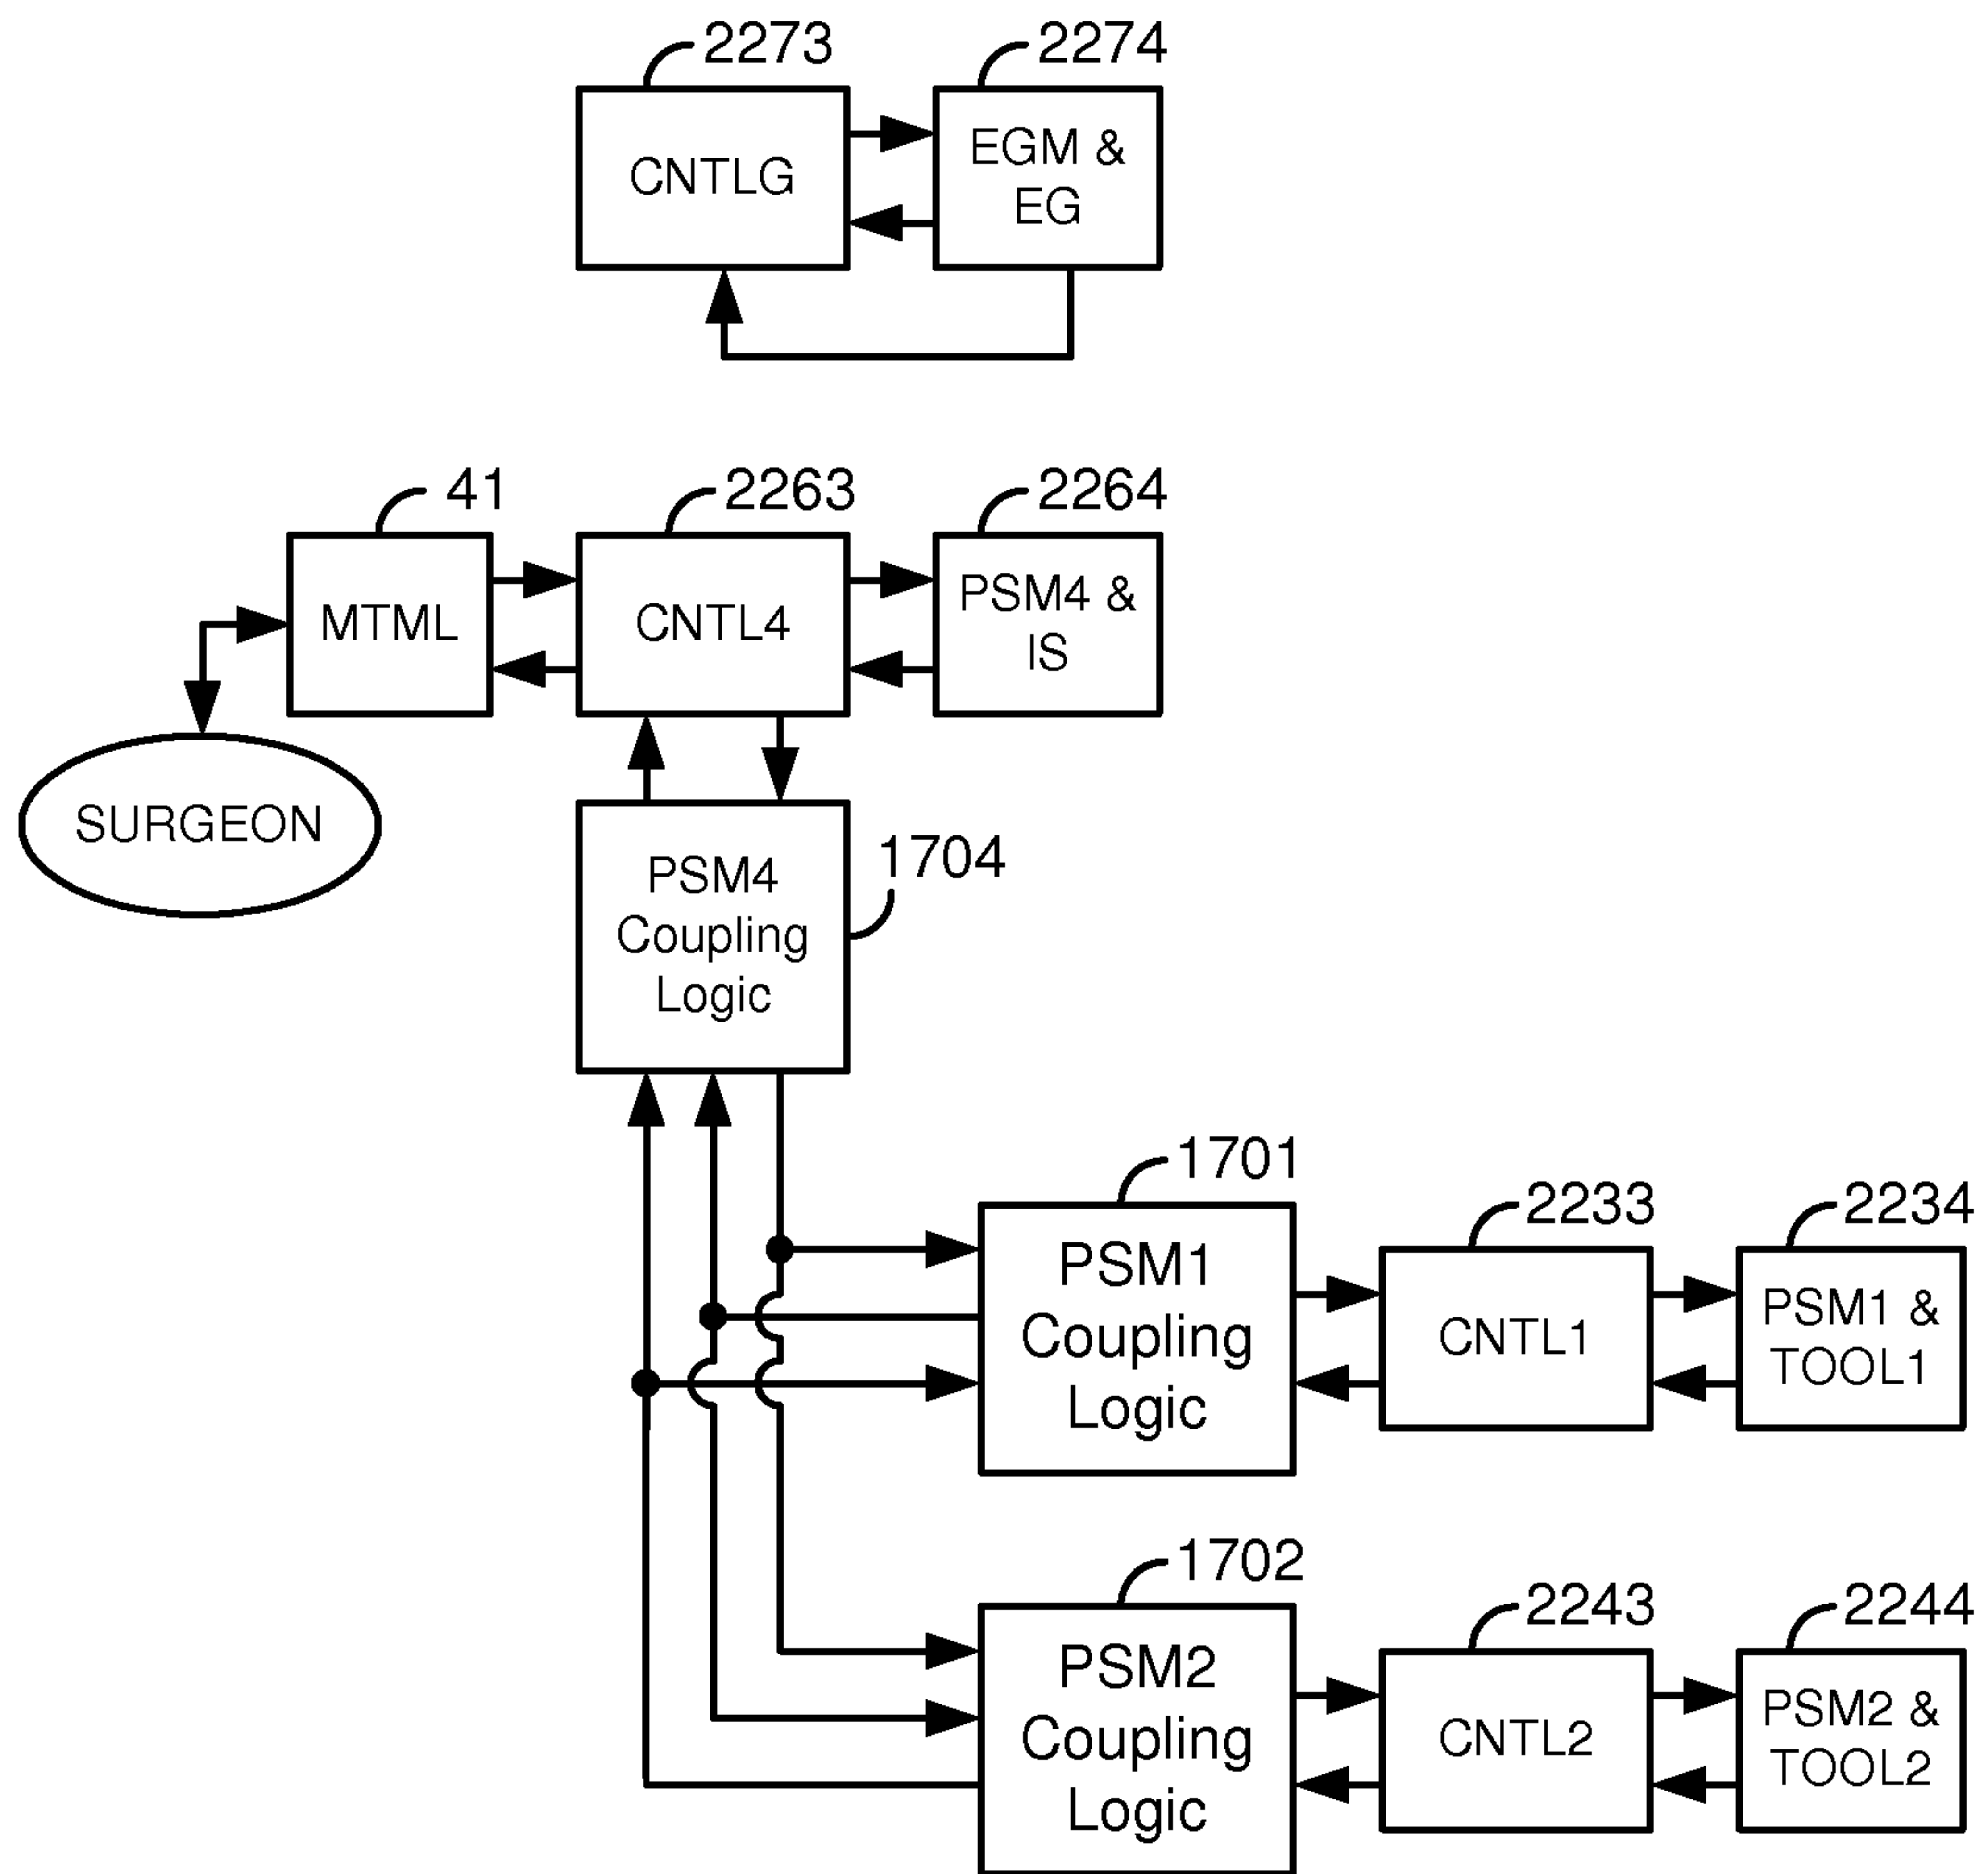 2273
2274
CNTLG
EGM &
EG
41
2263
2264
MTML
CNTL4
PSM4 &
IS
SURGEON
PSM4
Coupling
Logic
1704
1701
2233
2234
PSM1
Coupling
Logic
CNTL1
PSM1 &
TOOL1
1702
2243
2244
PSM2
Coupling
Logic
CNTL2
PSM2 &
TOOL2